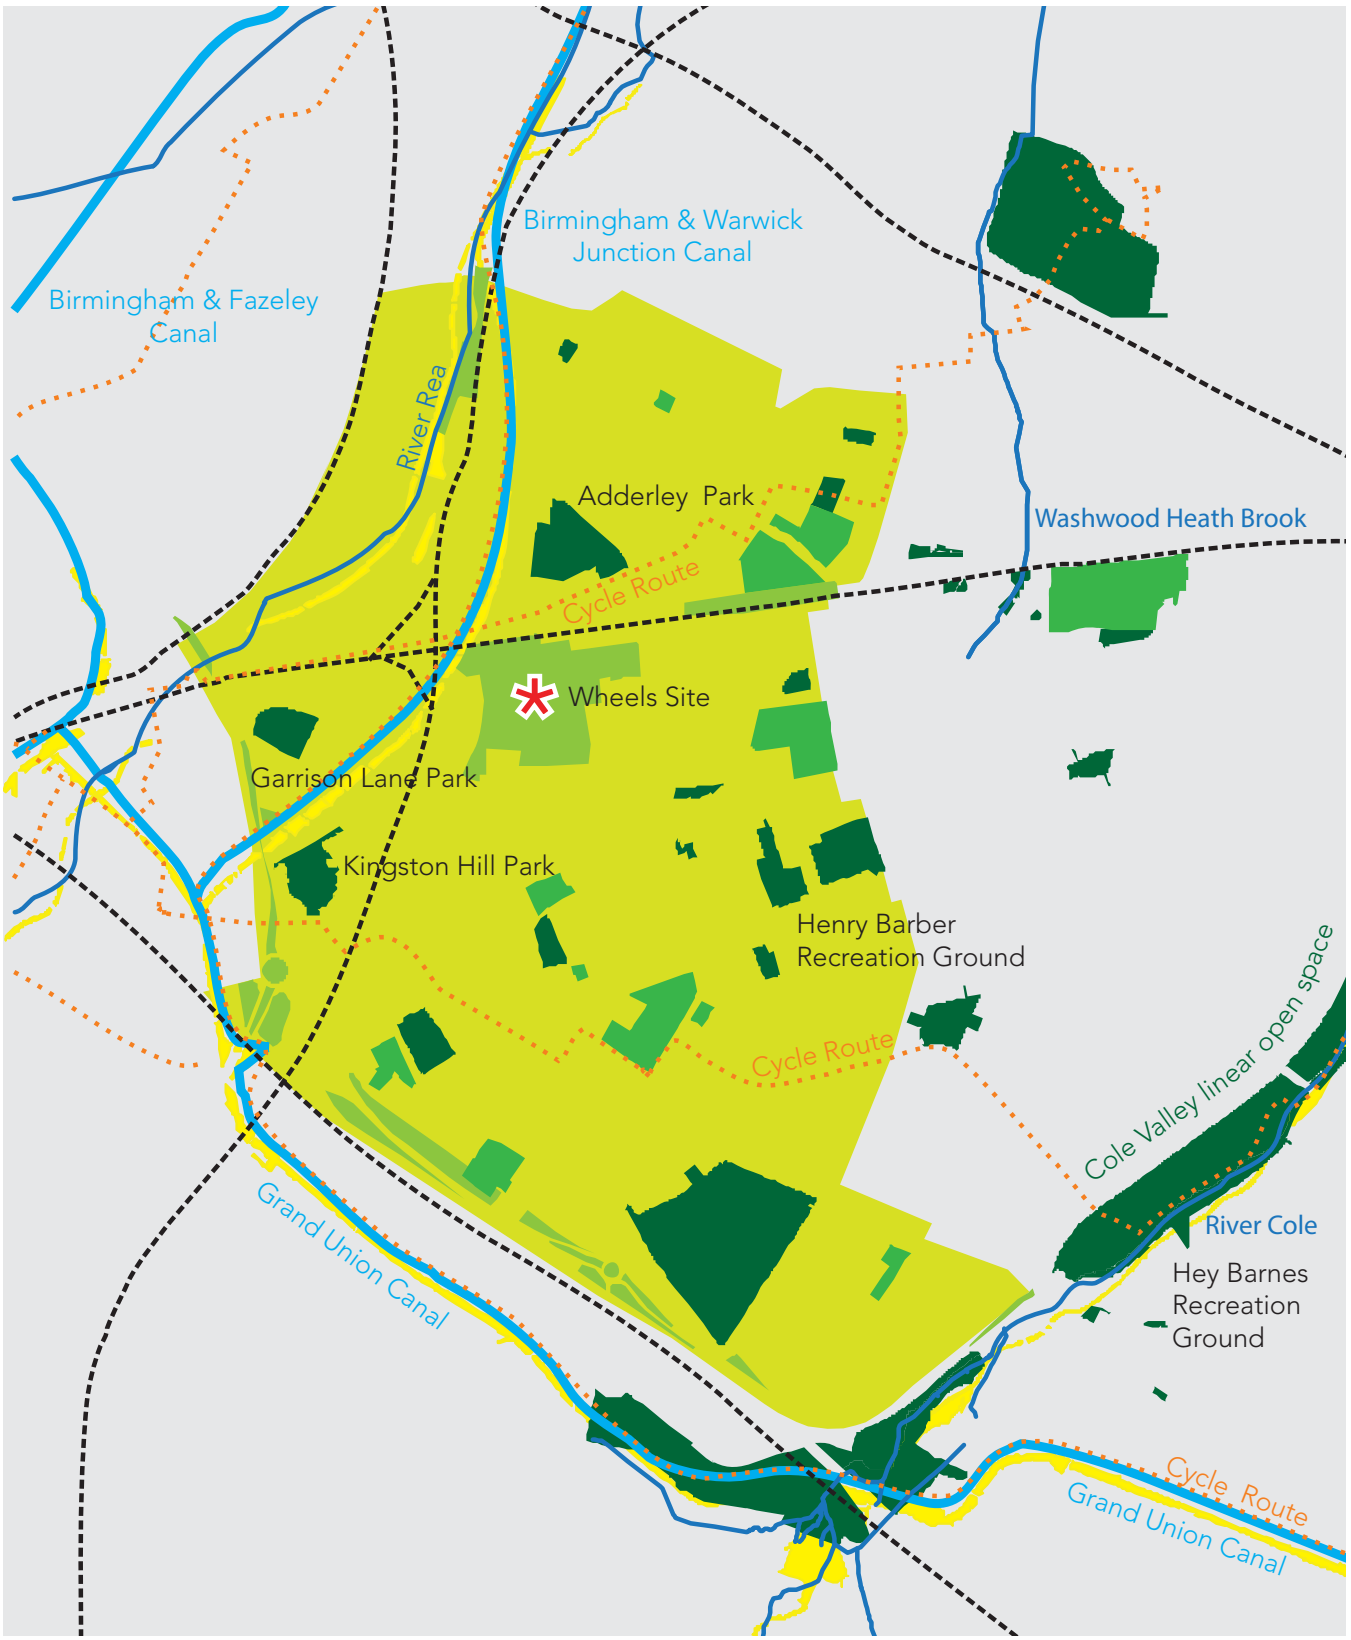 Birmingham & Warwick
Junction Canal
Birmingham & Fazeley
Canal
River Rea
Adderley Park
Washwood Heath Brook
Cycle Route
Wheels Site
Garrison Lane Park
Kingston Hill Park
Henry Barber
Recreation Ground
Cole Valley linear open space
Cycle Route
Grand Union Canal
River Cole
Hey Barnes
Recreation
Ground
Cycle Route
Grand Union Canal